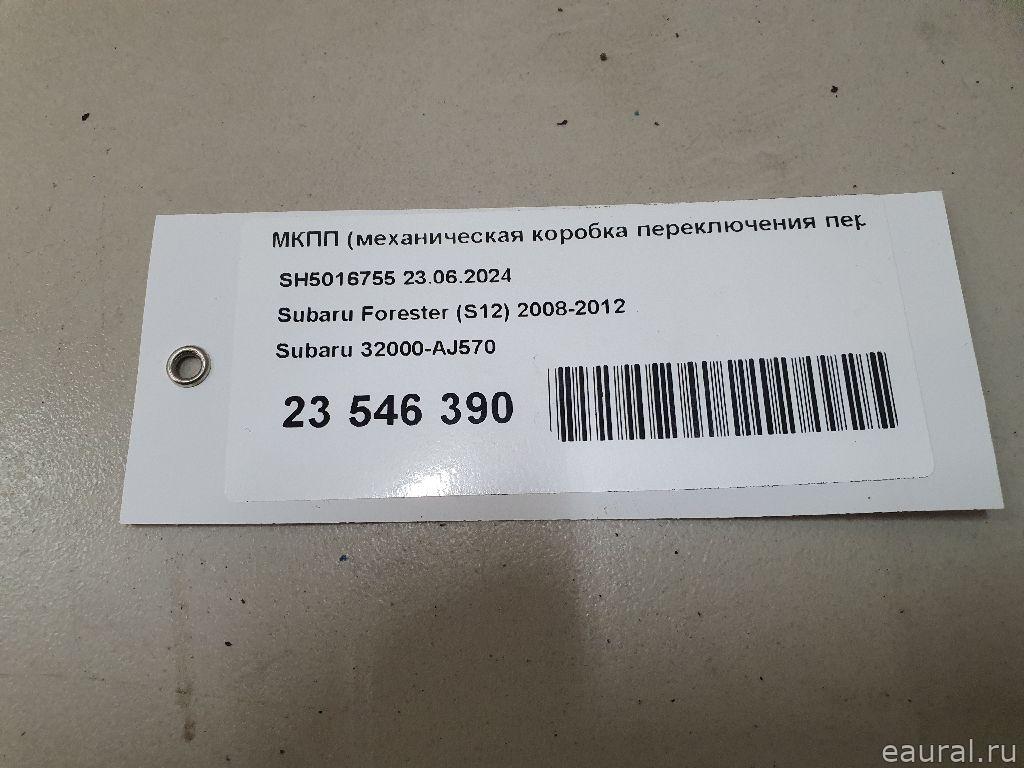 МКПП (механическая коробка переключения пер
SH5016755 23.06.2024
Subaru Forester (S12) 2008-2012
Subaru 32000-AJ570
23 546 390
eaural.ru